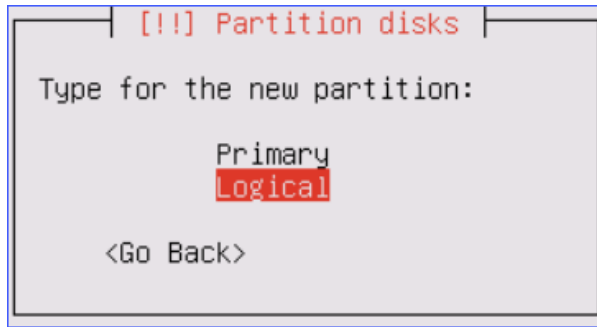 [!!] Partition disks
Type for the new partition:
Primary
Logical
<Go Back>